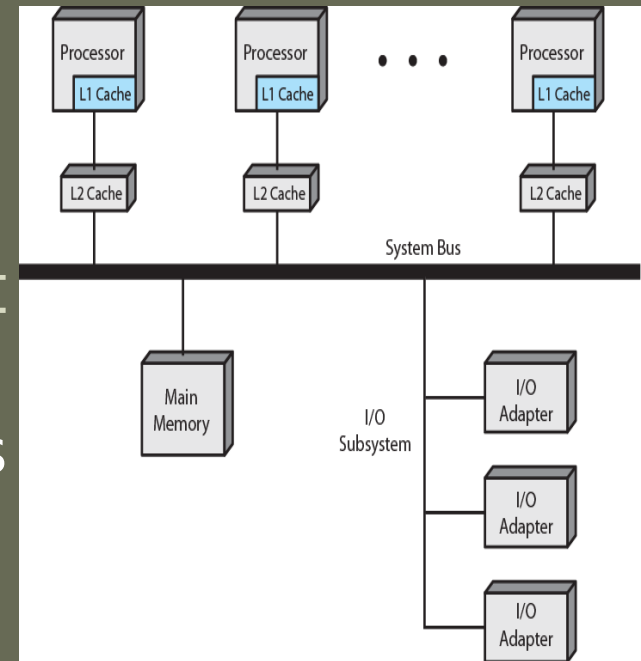 Processor
L1 Cache
Processor
L1 Cache
• • •
Processor
L1 Cache
L2 Cache
L2 Cache
L2 Cache
System Bus
Main
Memory
I/O
Subsystem
I/O
Adapter
I/O
Adapter
I/O
Adapter